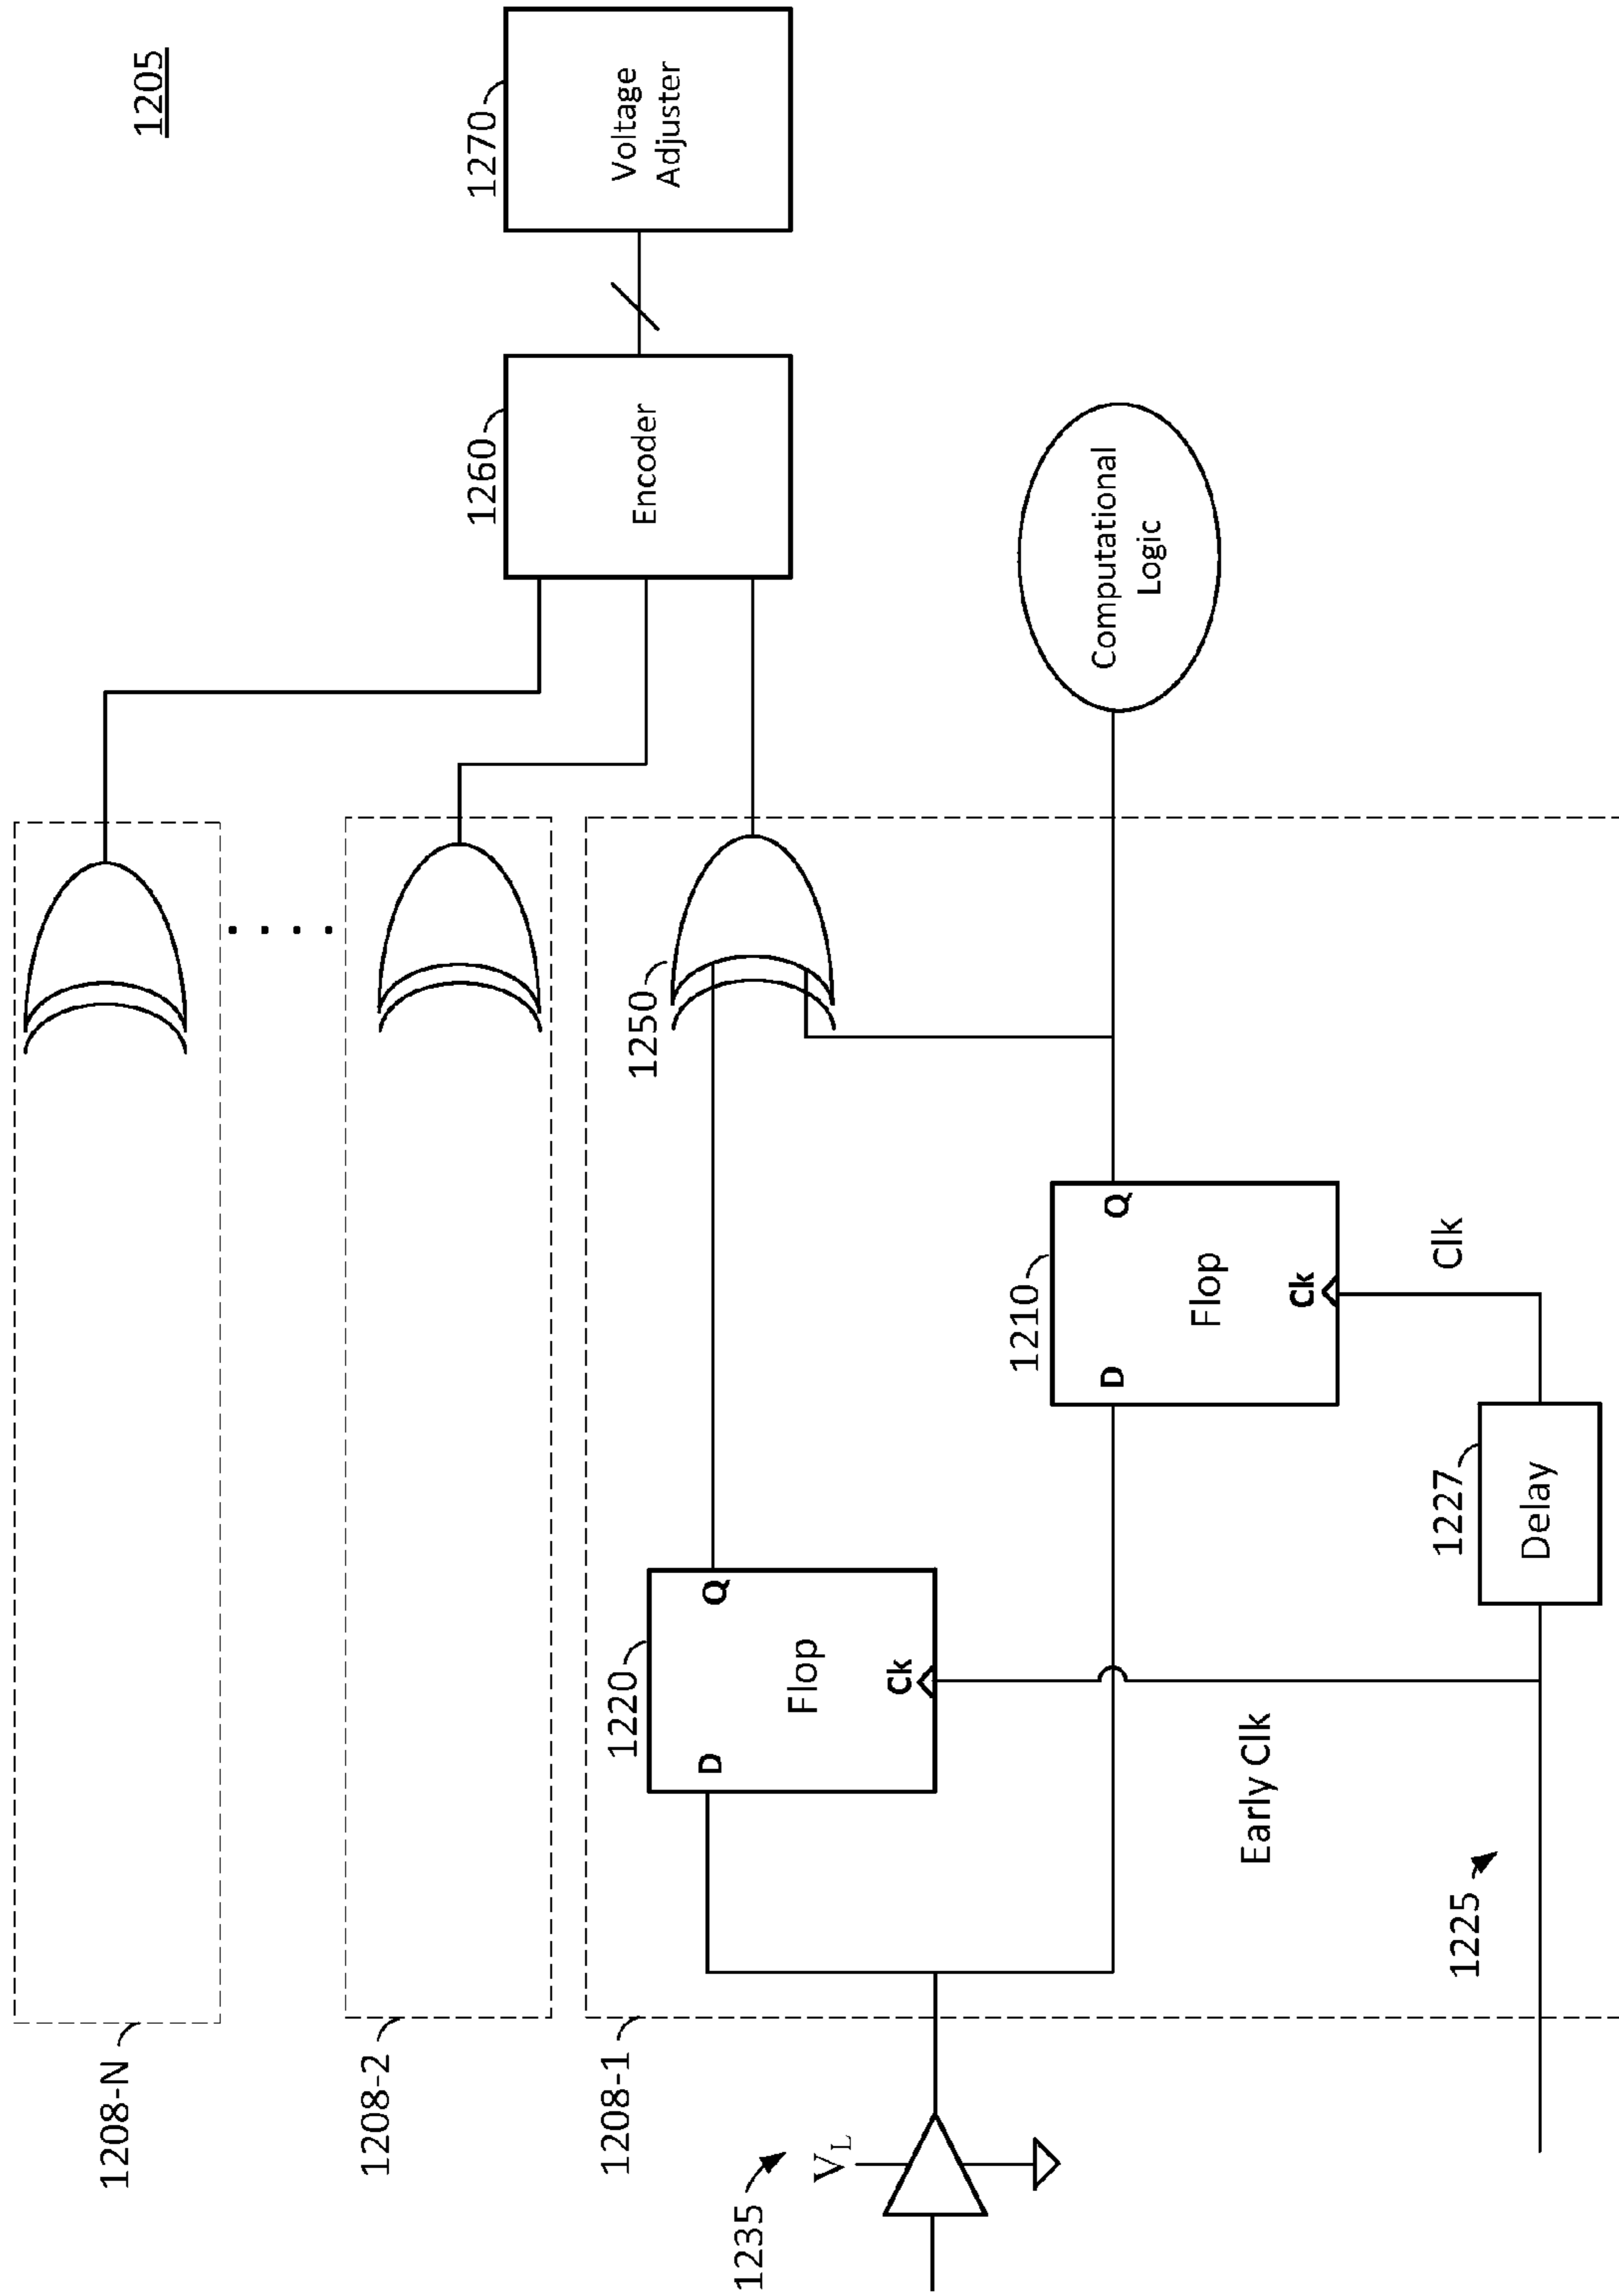 1205
1208-N
1208-2
1208-1
1270
Voltage
Adjuster
1260
Encoder
1250
1220
D
Q
Flop
Ck
1210
D
Q
Flop
Ck
Computational
Logic
1235
V_L
Early Clk
Clk
1225
1227
Delay